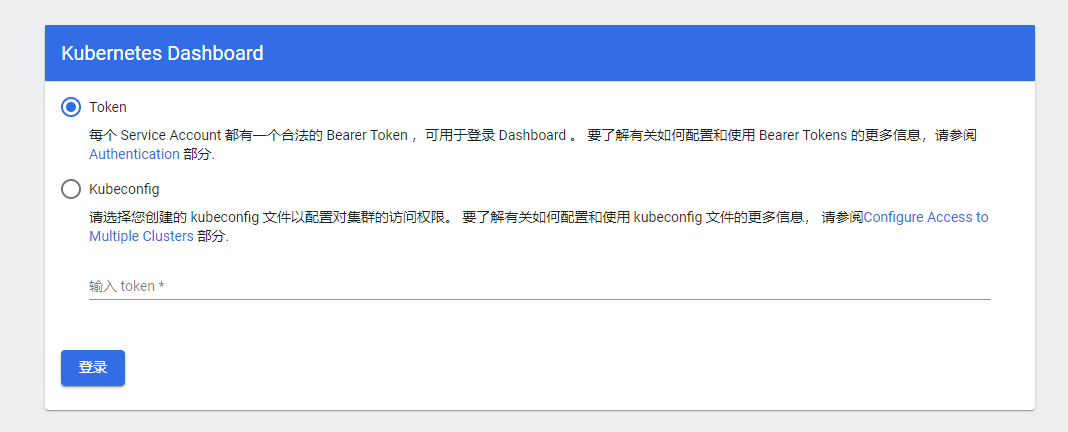 Kubernetes Dashboard
Token
每个 Service Account 都有一个合法的 Bearer Token ，可用于登录 Dashboard 。 要了解有关如何配置和使用 Bearer Tokens 的更多信息，请参阅
Authentication 部分.
Kubeconfig
请选择您创建的 kubeconfig 文件以配置对集群的访问权限。 要了解有关如何配置和使用 kubeconfig 文件的更多信息， 请参阅Configure Access to
Multiple Clusters 部分.
输入 token *
登录